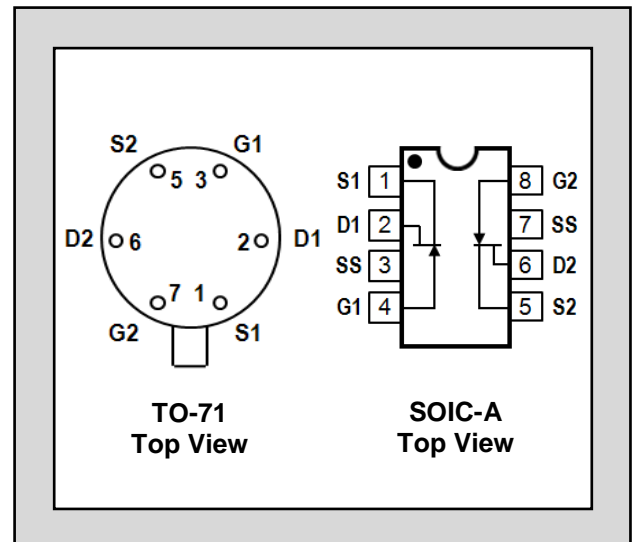 S2 G1
5 3
D2 6 2 D1
7 1
G2 S1
TO-71
Top View
S1 1 8 G2
D1 2 7 SS
SS 3 6 D2
G1 4 5 S2
SOIC-A
Top View